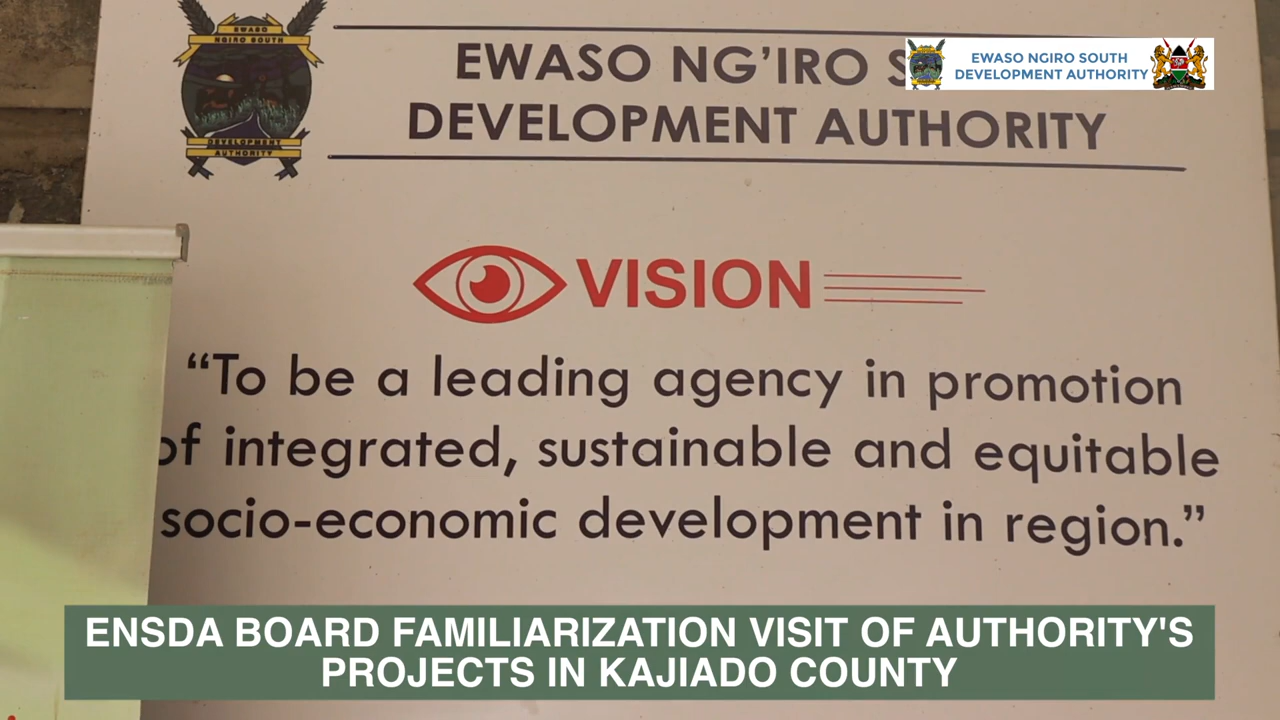 EWASO
NGIRO SOUTH
DEVELOPMENT
AUTHORITY
EWASO NG'IRO S
DEVELOPMENT AUTHORITY
EWASO NGIRO SOUTH
DEVELOPMENT AUTHORITY
VISION
“To be a leading agency in promotion
of integrated, sustainable and equitable
socio-economic development in region.”
ENSDA BOARD FAMILIARIZATION VISIT OF AUTHORITY'S
PROJECTS IN KAJIADO COUNTY